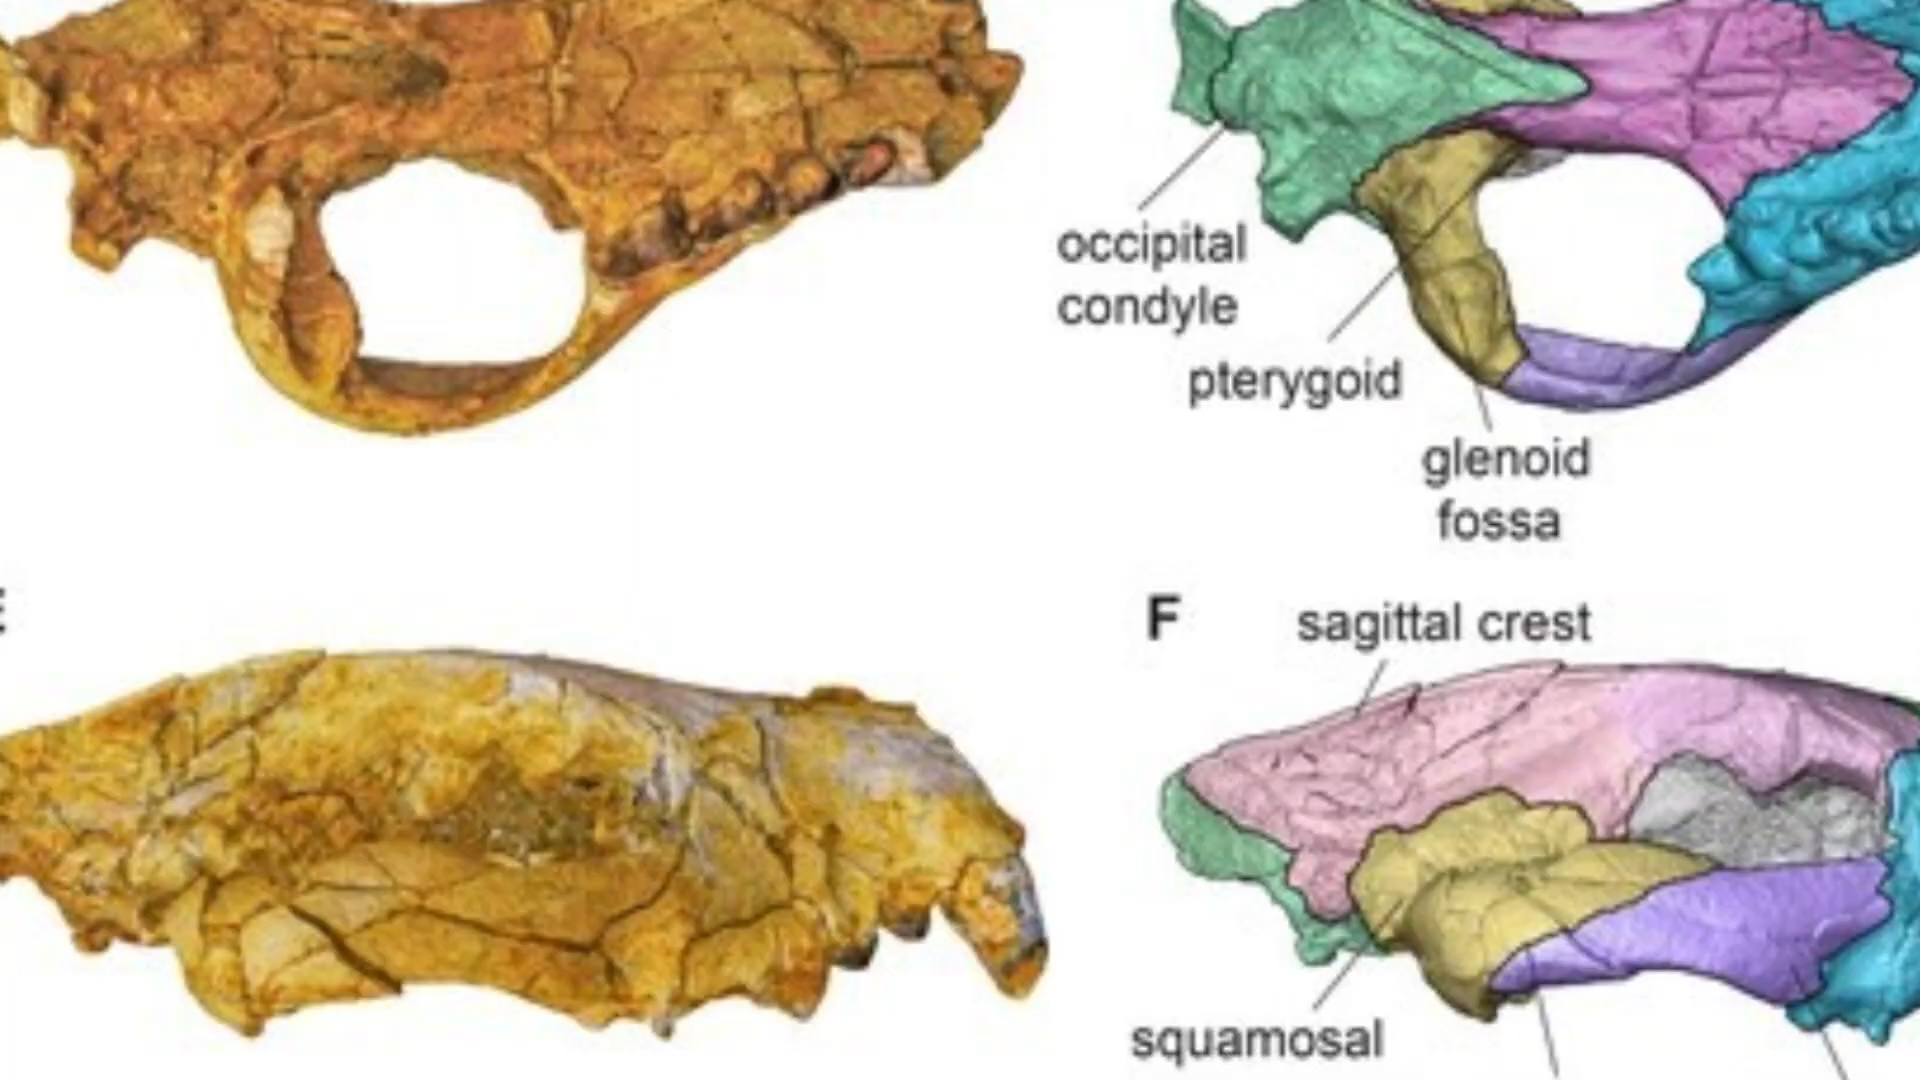 occipital
condyle
pterygoid
glenoid
fossa
E
F
sagittal crest
squamosal